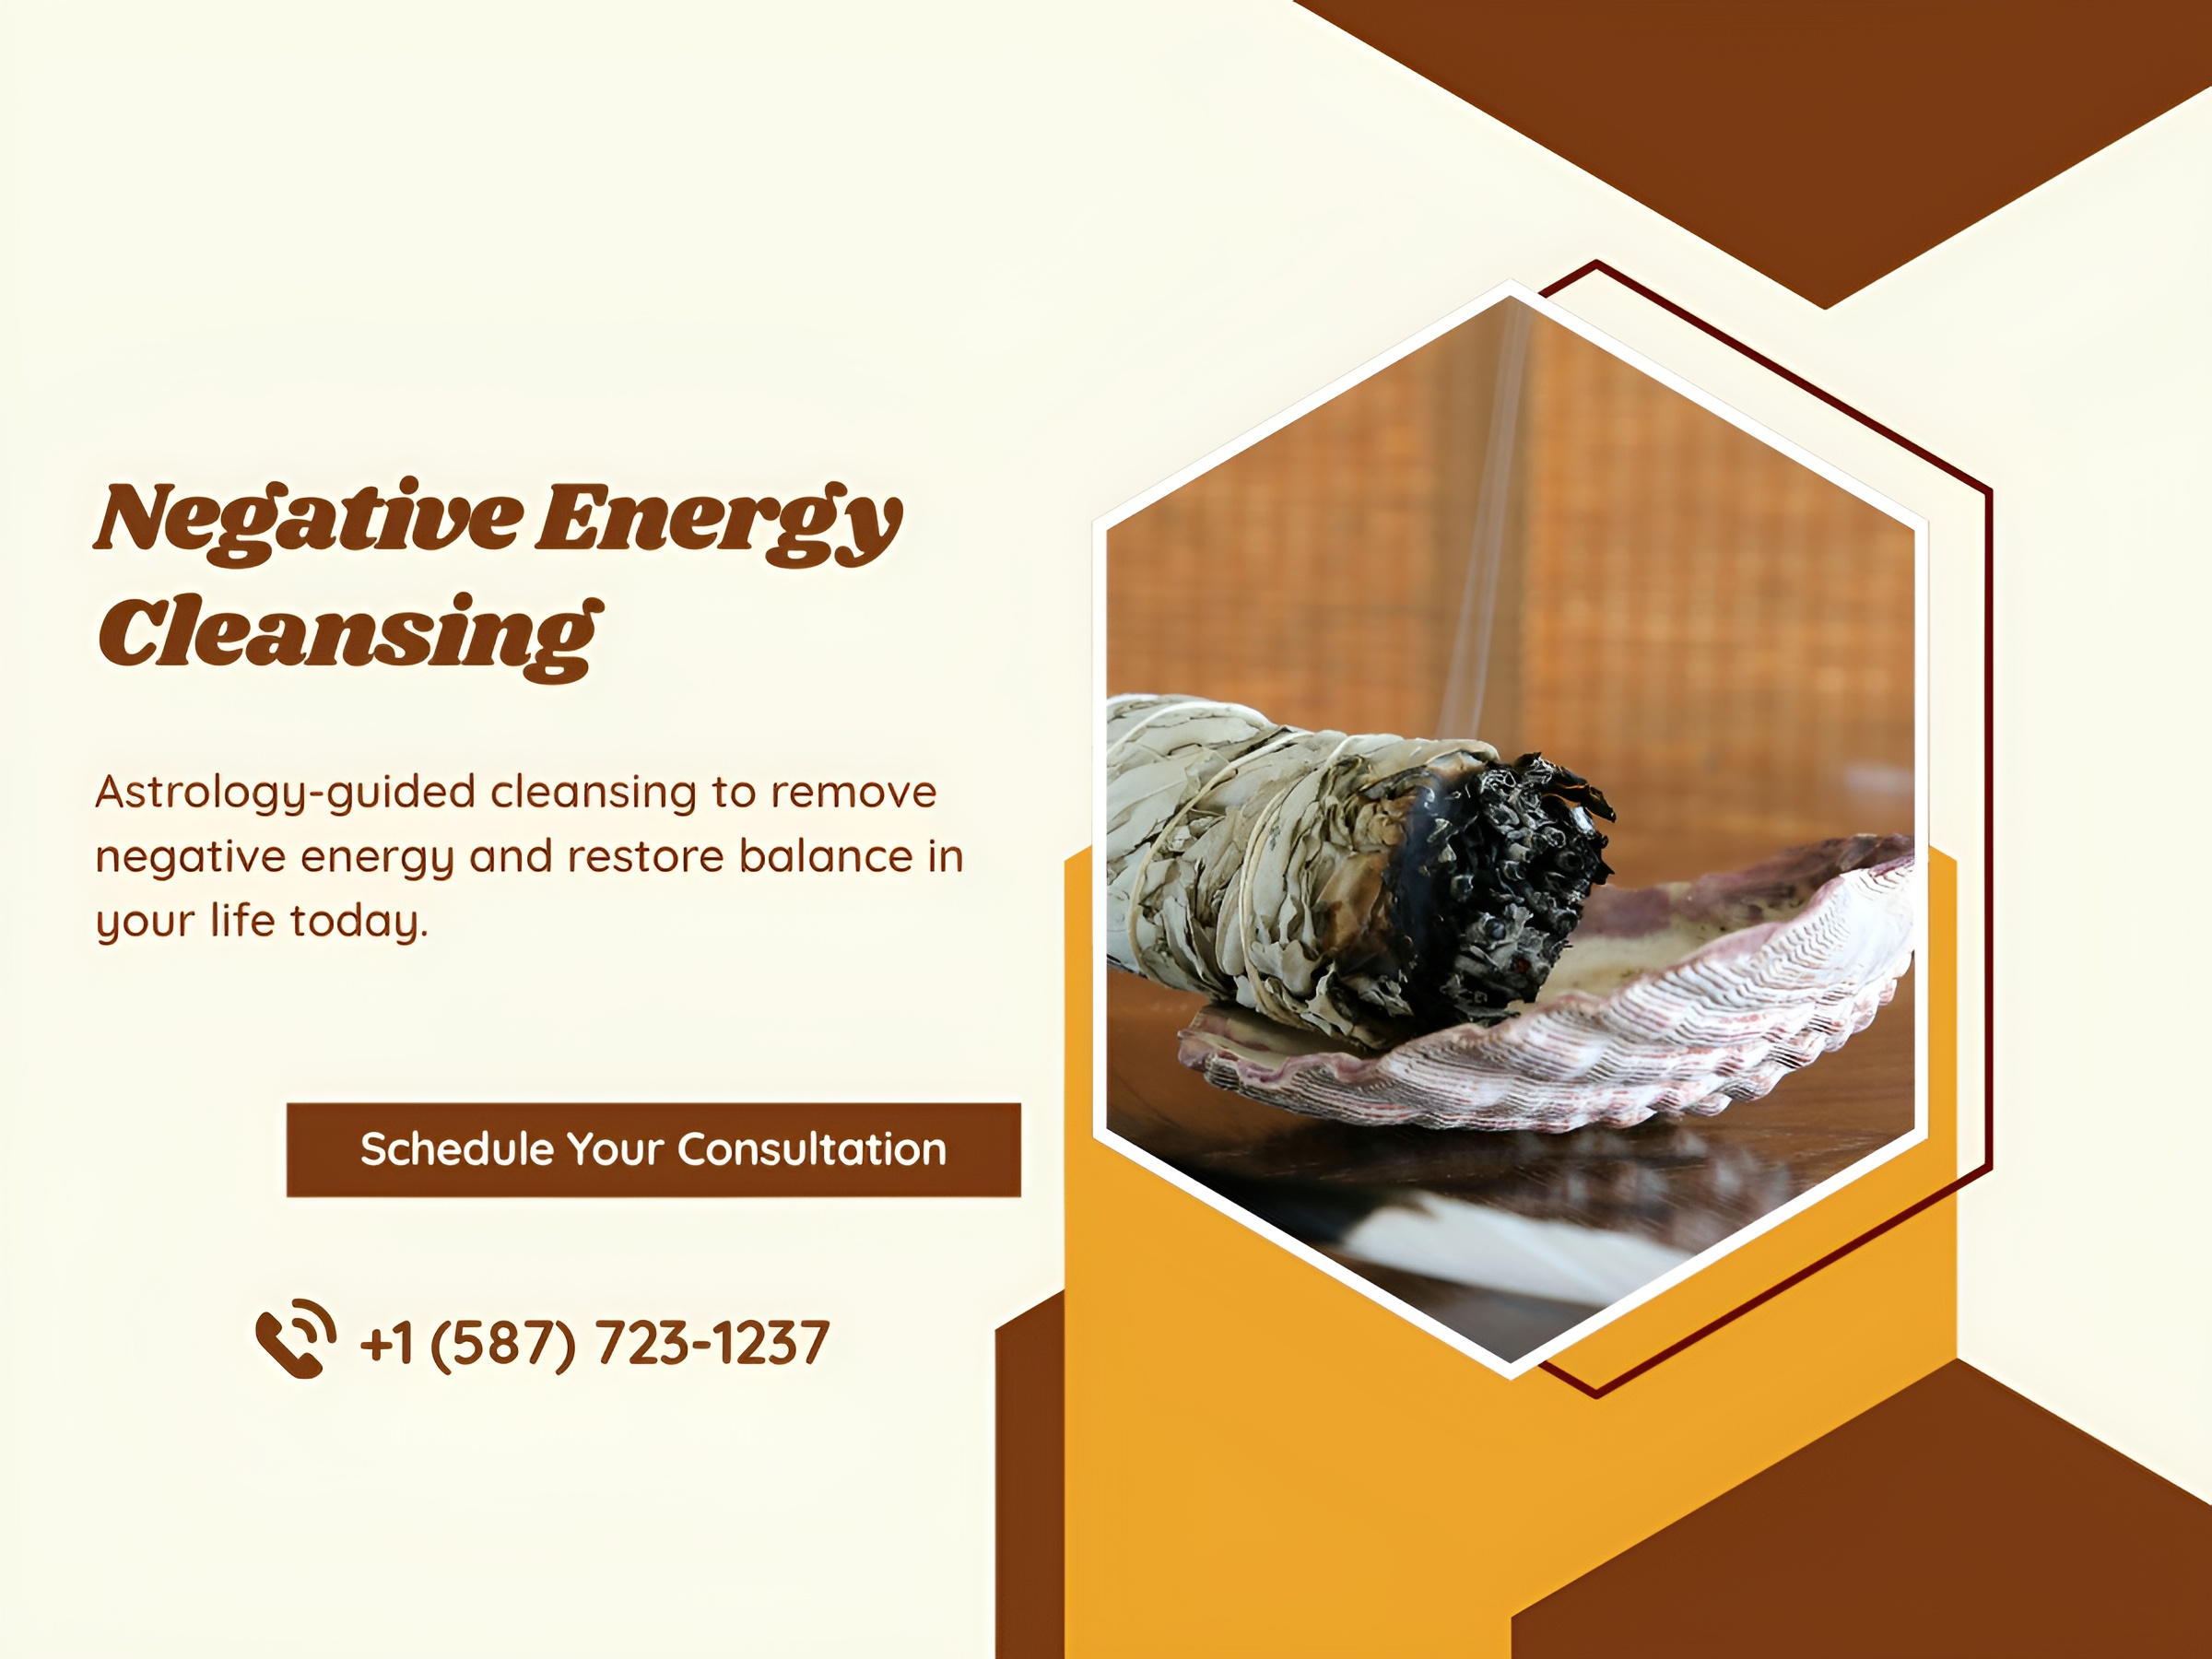 Negative Energy
Cleansing
Astrology-guided cleansing to remove
negative energy and restore balance in
your life today.
Schedule Your Consultation
+1 (587) 723-1237